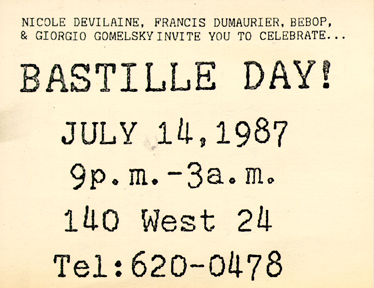 NICOLE DEVILAINE, FRANCIS DUMAURIER, BEBOP,
& GIORGIO GOMELSKY INVITE YOU TO CELEBRATE...
BASTILLE DAY!
JULY 14,1987
9p.m.-3a.m.
140 West 24
Tel:620-0478